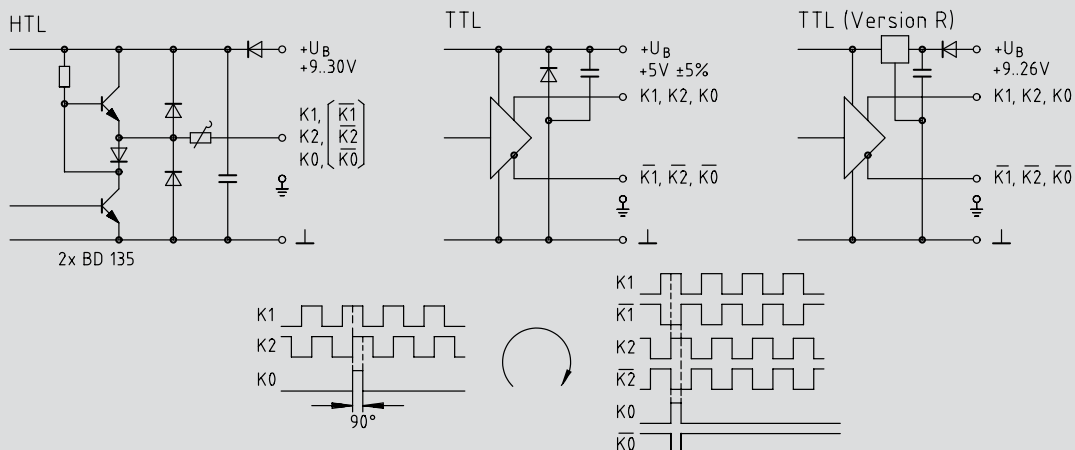 HTL
+U_B
+9..30V
K1, [K̅1̅]
K2, [K̅2̅]
K0, [K̅0̅]
2x BD 135
TTL
+U_B
+5V ±5%
K1, K2, K0
K̅1̅, K̅2̅, K̅0̅
TTL (Version R)
+U_B
+9..26V
K1, K2, K0
K̅1̅, K̅2̅, K̅0̅
K1
K2
K0
90°
K1
K̅1̅
K2
K̅2̅
K0
K̅0̅